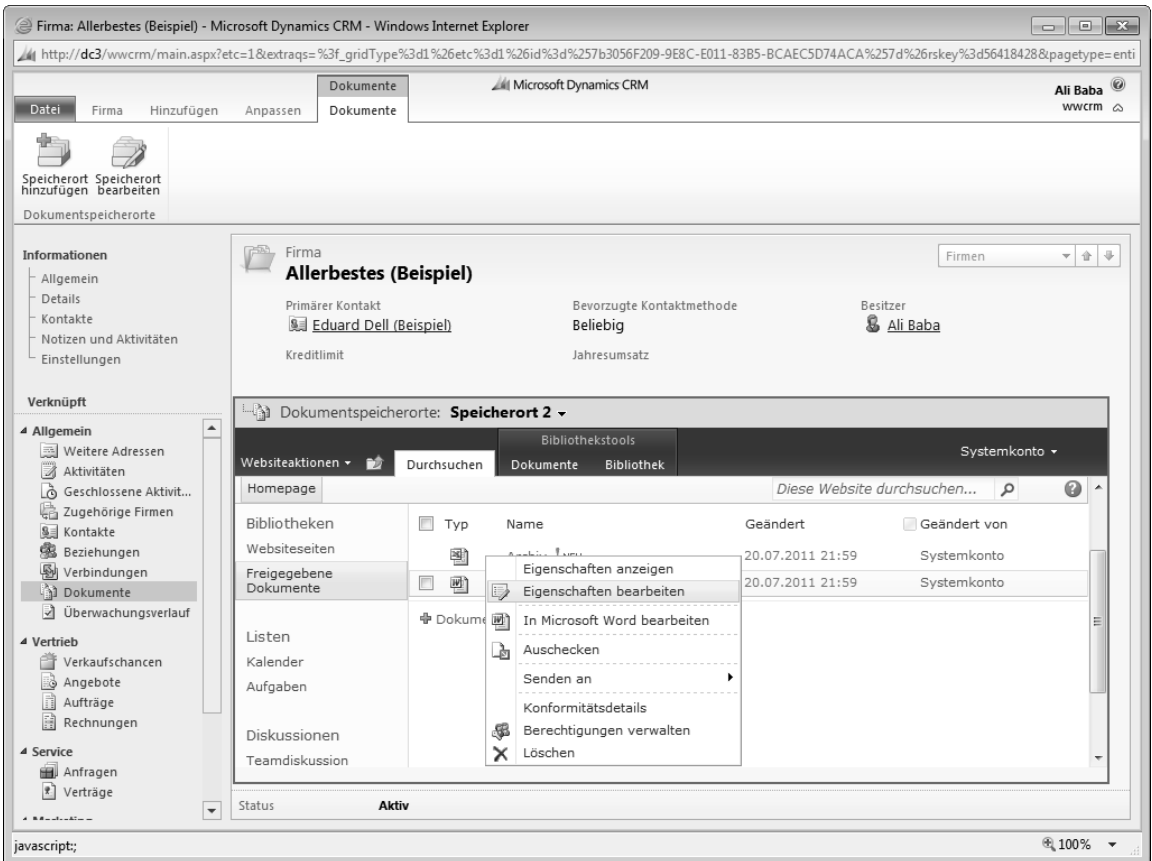 Firma: Allerbestes (Beispiel) - Microsoft Dynamics CRM - Windows Internet Explorer
http://dc3/wwcrm/main.aspx?etc=1&extraqs=%3f_gridType%3d1%26etc%3d1%26id%3d%257b3056F209-9E8C-E011-83B5-BCAEC5D74ACA%257d%26rskey%3d56418428&pagetype=enti
Dokumente
Microsoft Dynamics CRM
Ali Baba
wwcrm
Datei Firma Hinzufügen Anpassen Dokumente
Speicherort hinzufügen
Speicherort bearbeiten
Dokumentspeicherorte
Informationen
Allgemein
Details
Kontakte
Notizen und Aktivitäten
Einstellungen
Verknüpft
Allgemein
Weitere Adressen
Aktivitäten
Geschlossene Aktivit...
Zugehörige Firmen
Kontakte
Beziehungen
Verbindungen
Dokumente
Überwachungsverlauf
Vertrieb
Verkaufschancen
Angebote
Aufträge
Rechnungen
Service
Anfragen
Verträge
Firma
Allerbestes (Beispiel)
Firmen
Primärer Kontakt Bevorzugte Kontaktmethode Besitzer
Eduard Dell (Beispiel) Beliebig Ali Baba
Kreditlimit Jahresumsatz
Dokumentspeicherorte: Speicherort 2
Bibliothekstools
Systemkonto
Websiteaktionen Durchsuchen Dokumente Bibliothek
Homepage
Diese Website durchsuchen...
Bibliotheken
Websiteseiten
Freigegebene
Dokumente
Listen
Kalender
Aufgaben
Diskussionen
Teamdiskussion
Typ Name Geändert Geändert von
20.07.2011 21:59 Systemkonto
20.07.2011 21:59 Systemkonto
Eigenschaften anzeigen
Eigenschaften bearbeiten
In Microsoft Word bearbeiten
Auschecken
Senden an
Konformitätsdetails
Berechtigungen verwalten
Löschen
Status Aktiv
javascript:;
100%